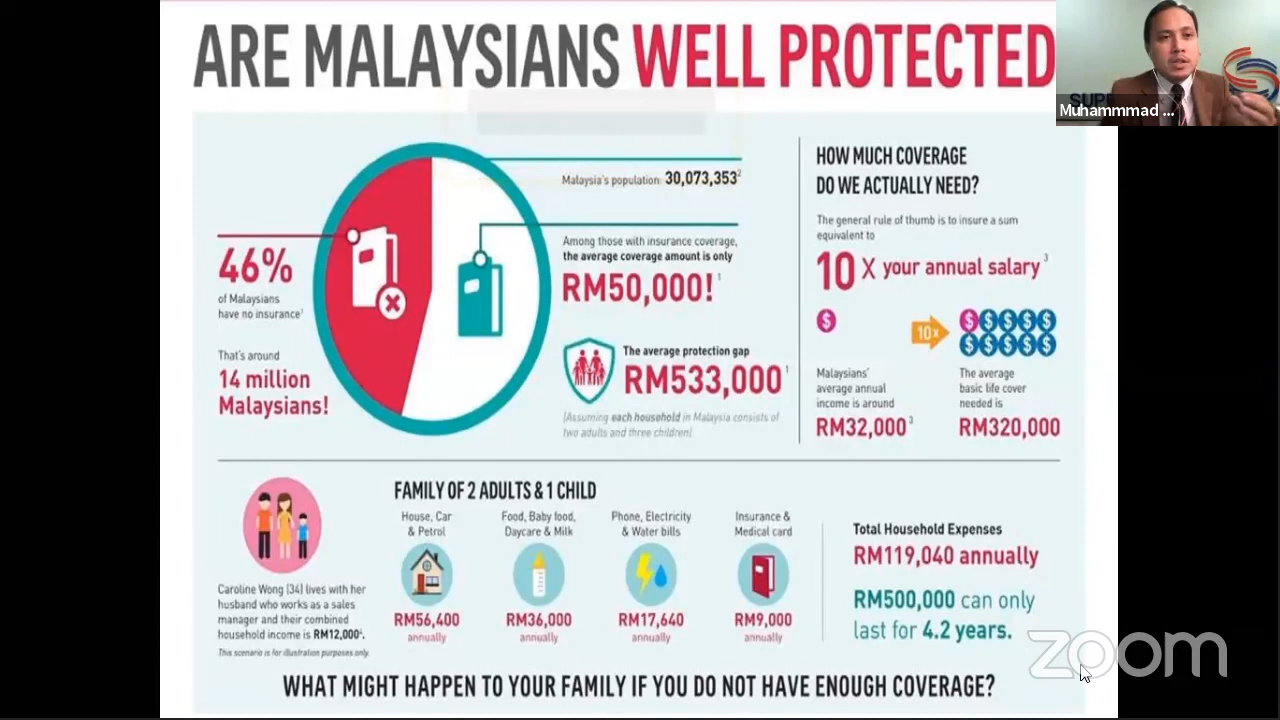 ARE MALAYSIANS WELL PROTECTED
SUP
Muhammmad ...
Malaysia's population: 30,073,353²
46%
of Malaysians
have no insurance¹
That's around
14 million
Malaysians!
Among those with insurance coverage,
the average coverage amount is only
RM50,000!¹
The average protection gap
RM533,000¹
(Assuming each household in Malaysia consists of
two adults and three children)
HOW MUCH COVERAGE
DO WE ACTUALLY NEED?
The general rule of thumb is to insure a sum
equivalent to
10 X your annual salary³
$
10x
$ $ $ $ $
$ $ $ $ $
Malaysians'
average annual
income is around
RM32,000³
The average
basic life cover
needed is
RM320,000
Caroline Wong (34) lives with her
husband who works as a sales
manager and their combined
household income is RM12,000⁴.
This scenario is for illustration purposes only.
FAMILY OF 2 ADULTS & 1 CHILD
House, Car
& Petrol
RM56,400
annually
Food, Baby food,
Daycare & Milk
RM36,000
annually
Phone, Electricity
& Water bills
RM17,640
annually
Insurance &
Medical card
RM9,000
annually
Total Household Expenses
RM119,040 annually
RM500,000 can only
last for 4.2 years.
zoom
WHAT MIGHT HAPPEN TO YOUR FAMILY IF YOU DO NOT HAVE ENOUGH COVERAGE?